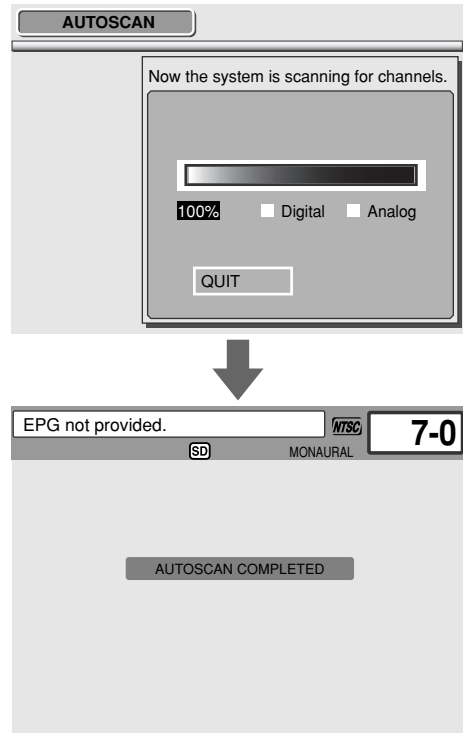 AUTOSCAN
Now the system is scanning for channels.
100% Digital Analog
QUIT
EPG not provided.
NTSC 7-0
SD MONAURAL
AUTOSCAN COMPLETED